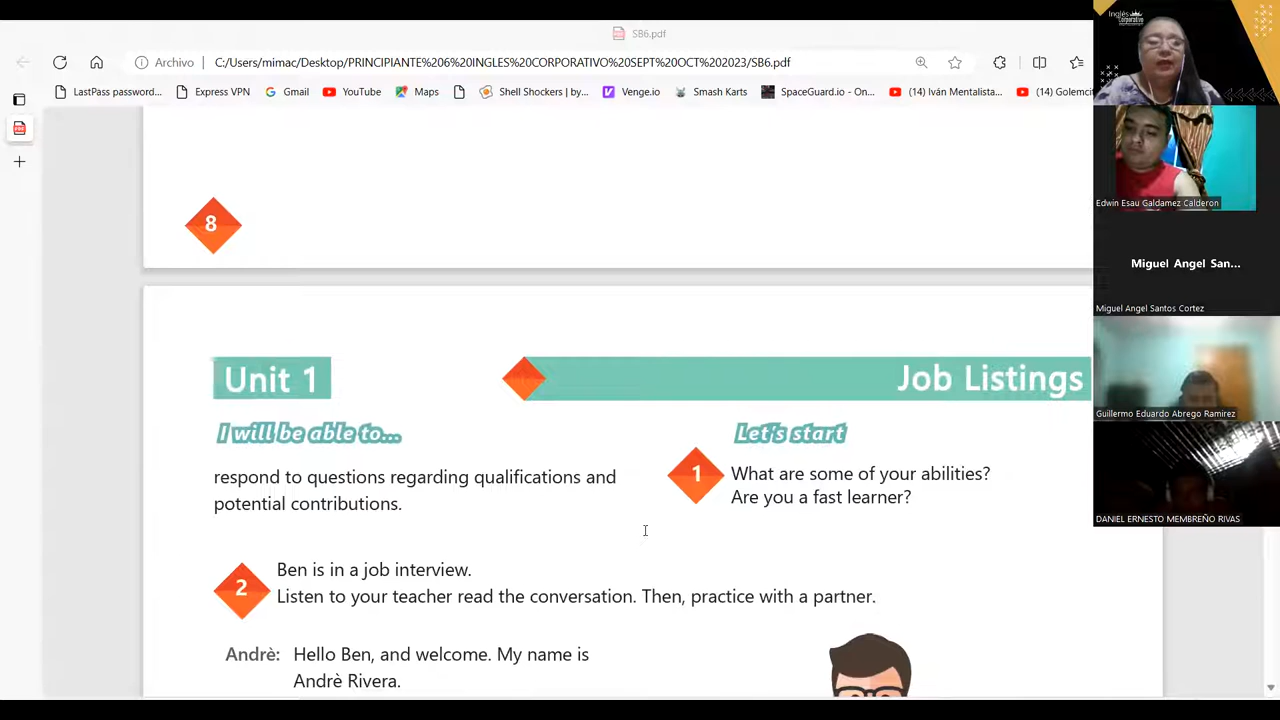 SB6.pdf
Archivo
C:/Users/mimac/Desktop/PRINCIPIANTE%206%20INGLES%20CORPORATIVO%20SEPT%20OCT%202023/SB6.pdf
LastPass password...
Express VPN
Gmail
YouTube
Maps
Shell Shockers | by...
Venge.io
Smash Karts
SpaceGuard.io - On...
(14) Iván Mentalista...
(14) Golemcit
8
Unit 1
Job Listings
I will be able to...
Let's start
respond to questions regarding qualifications and
potential contributions.
1
What are some of your abilities?
Are you a fast learner?
2
Ben is in a job interview.
Listen to your teacher read the conversation. Then, practice with a partner.
Andrè: Hello Ben, and welcome. My name is
Andrè Rivera.
Inglés
Corporativo
Edwin Esau Galdamez Calderon
Miguel Angel San...
Miguel Angel Santos Cortez
Guillermo Eduardo Abrego Ramirez
DANIEL ERNESTO MEMBREÑO RIVAS